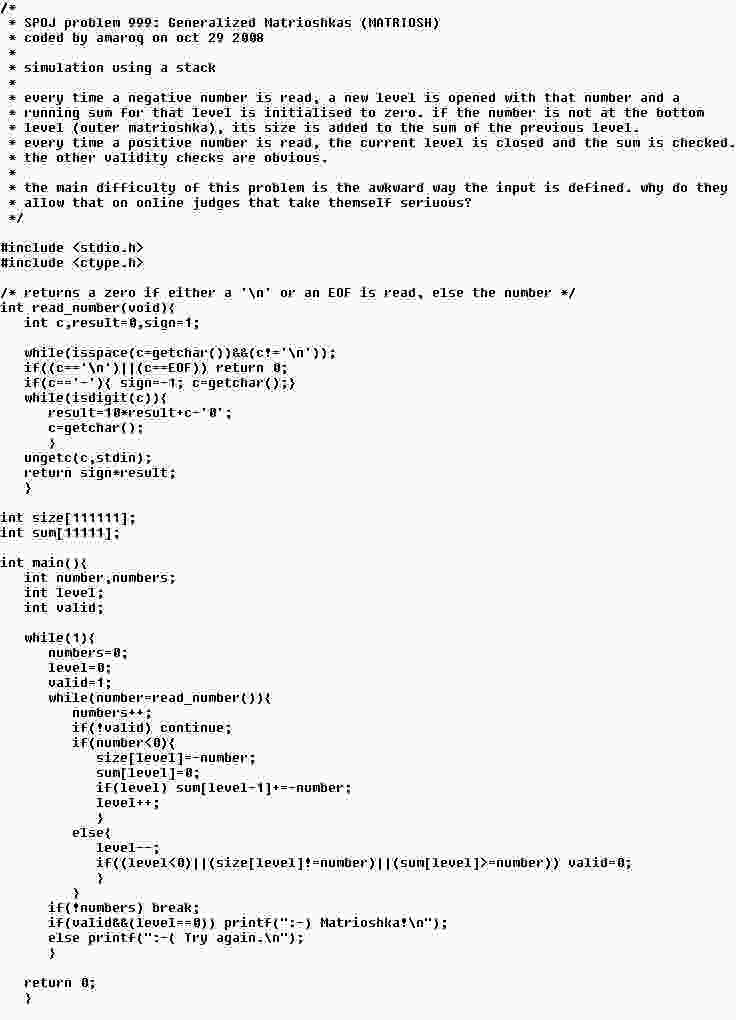 /*
 * SPOJ problem 999: Generalized Matrioshkas (MATRIOSH)
 * coded by amaroq on oct 29 2008
 *
 * simulation using a stack
 *
 * every time a negative number is read, a new level is opened with that number and a
 * running sum for that level is initialised to zero. if the number is not at the bottom
 * level (outer matrioshka), its size is added to the sum of the previous level.
 * every time a positive number is read, the current level is closed and the sum is checked.
 * the other validity checks are obvious.
 *
 * the main difficulty of this problem is the awkward way the input is defined. why do they
 * allow that on online judges that take themself seriuous?
 */

#include <stdio.h>
#include <ctype.h>

/* returns a zero if either a '\n' or an EOF is read, else the number */
int read_number(void){
   int c,result=0,sign=1;

   while(isspace(c=getchar())&&(c!='\n'));
   if((c=='\n')||(c==EOF)) return 0;
   if(c=='-'){ sign=-1; c=getchar();}
   while(isdigit(c)){
      result=10*result+c-'0';
      c=getchar();
      }
   ungetc(c,stdin);
   return sign*result;
   }

int size[111111];
int sum[11111];

int main(){
   int number,numbers;
   int level;
   int valid;

   while(1){
      numbers=0;
      level=0;
      valid=1;
      while(number=read_number()){
         numbers++;
         if(!valid) continue;
         if(number<0){
            size[level]=-number;
            sum[level]=0;
            if(level) sum[level-1]+=-number;
            level++;
            }
         else{
            level--;
            if((level<0)||(size[level]!=number)||(sum[level]>=number)) valid=0;
            }
         }
      if(!numbers) break;
      if(valid&&(level==0)) printf(":-) Matrioshka!\n");
      else printf(":-( Try again.\n");
      }

   return 0;
   }